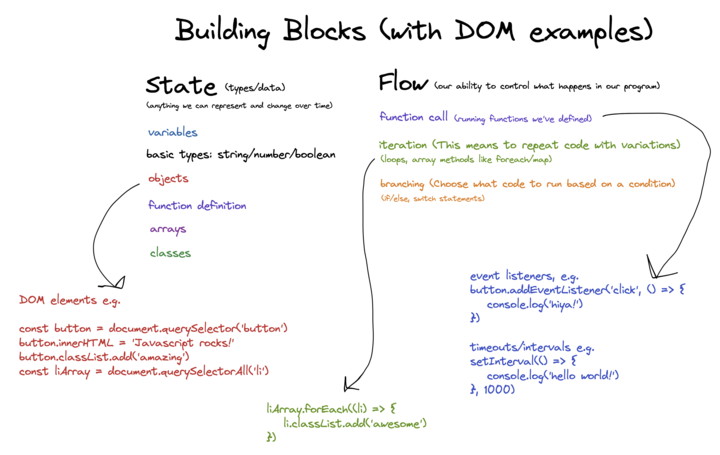 Building Blocks (with DOM examples)
State (types/data)
(anything we can represent and change over time)
variables
basic types: string/number/boolean
objects
function definition
arrays
classes
Flow (our ability to control what happens in our program)
function call (running functions we've defined)
iteration (This means to repeat code with variations)
(loops, array methods like foreach/map)
branching (Choose what code to run based on a condition)
(if/else, switch statements)
DOM elements e.g.
const button = document.querySelector('button')
button.innerHTML = 'Javascript rocks!'
button.classList.add('amazing')
const liArray = document.querySelectorAll('li')
liArray.forEach((li) => {
li.classList.add('awesome')
})
event listeners, e.g.
button.addEventListener('click', () => {
console.log('hiya!')
})
timeouts/intervals e.g.
setInterval(() => {
console.log('hello world!')
}, 1000)